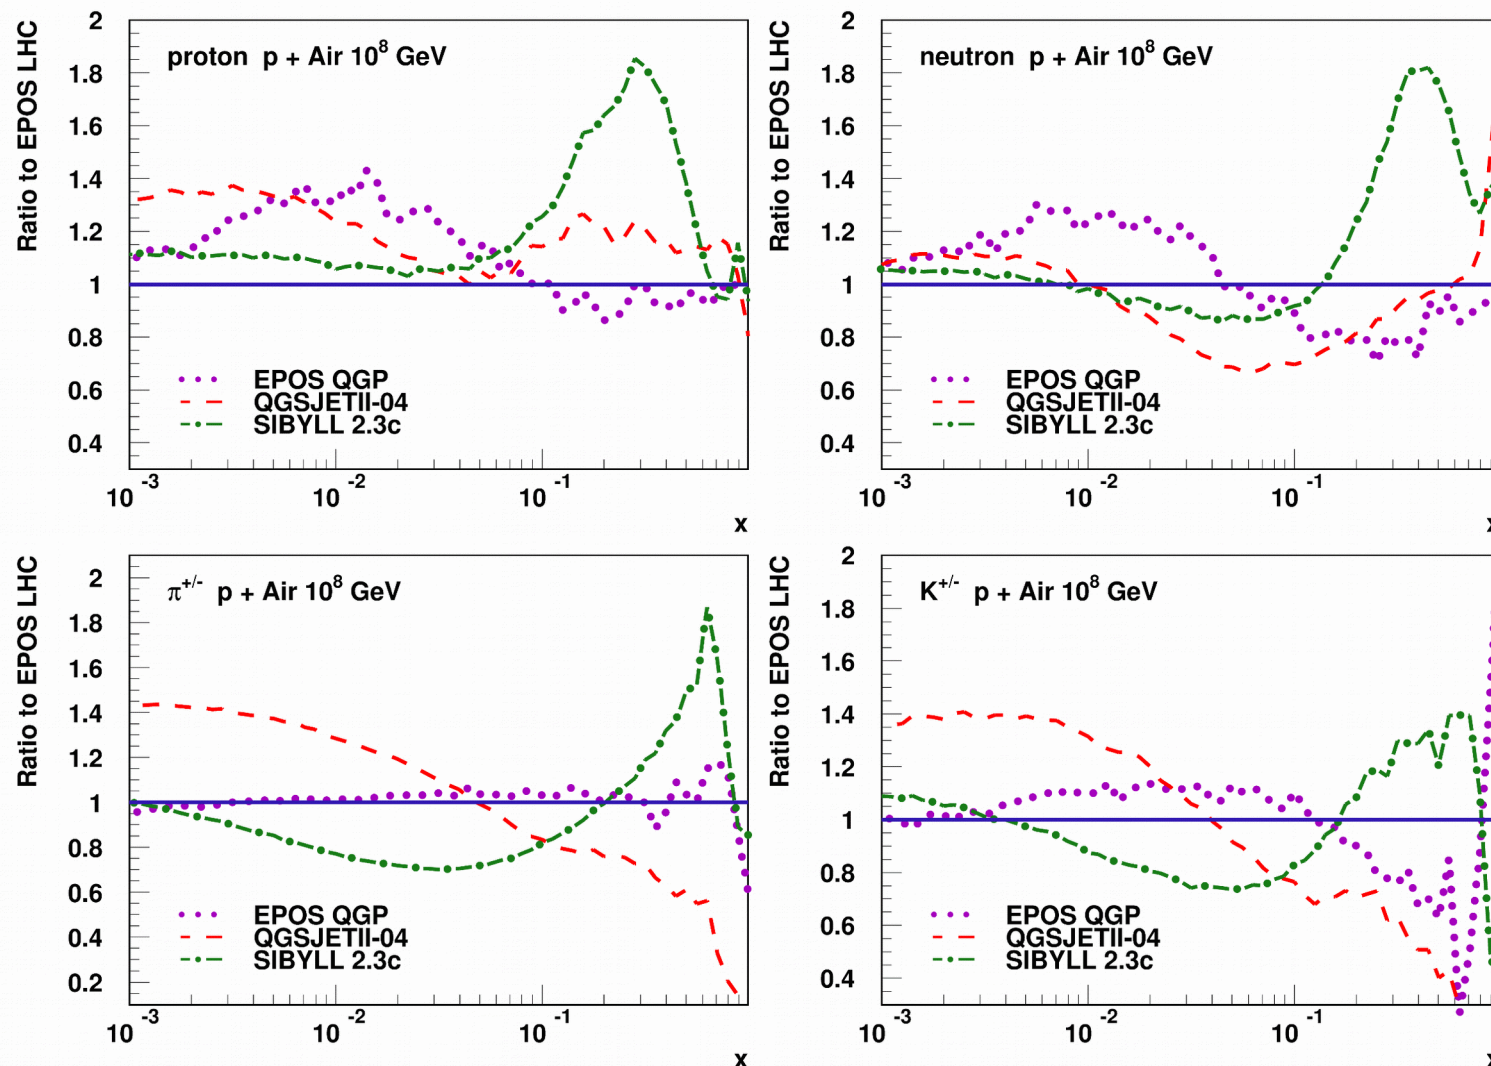 proton p + Air 10^8 GeV
Ratio to EPOS LHC
2
1.8
1.6
1.4
1.2
1
0.8
0.6
0.4
EPOS QGP
QGSJETII-04
SIBYLL 2.3c
10^-3 10^-2 10^-1
x
neutron p + Air 10^8 GeV
Ratio to EPOS LHC
2
1.8
1.6
1.4
1.2
1
0.8
0.6
0.4
EPOS QGP
QGSJETII-04
SIBYLL 2.3c
10^-3 10^-2 10^-1
π^+/- p + Air 10^8 GeV
Ratio to EPOS LHC
2
1.8
1.6
1.4
1.2
1
0.8
0.6
0.4
0.2
EPOS QGP
QGSJETII-04
SIBYLL 2.3c
10^-3 10^-2 10^-1
x
K^+/- p + Air 10^8 GeV
Ratio to EPOS LHC
2
1.8
1.6
1.4
1.2
1
0.8
0.6
0.4
EPOS QGP
QGSJETII-04
SIBYLL 2.3c
10^-3 10^-2 10^-1